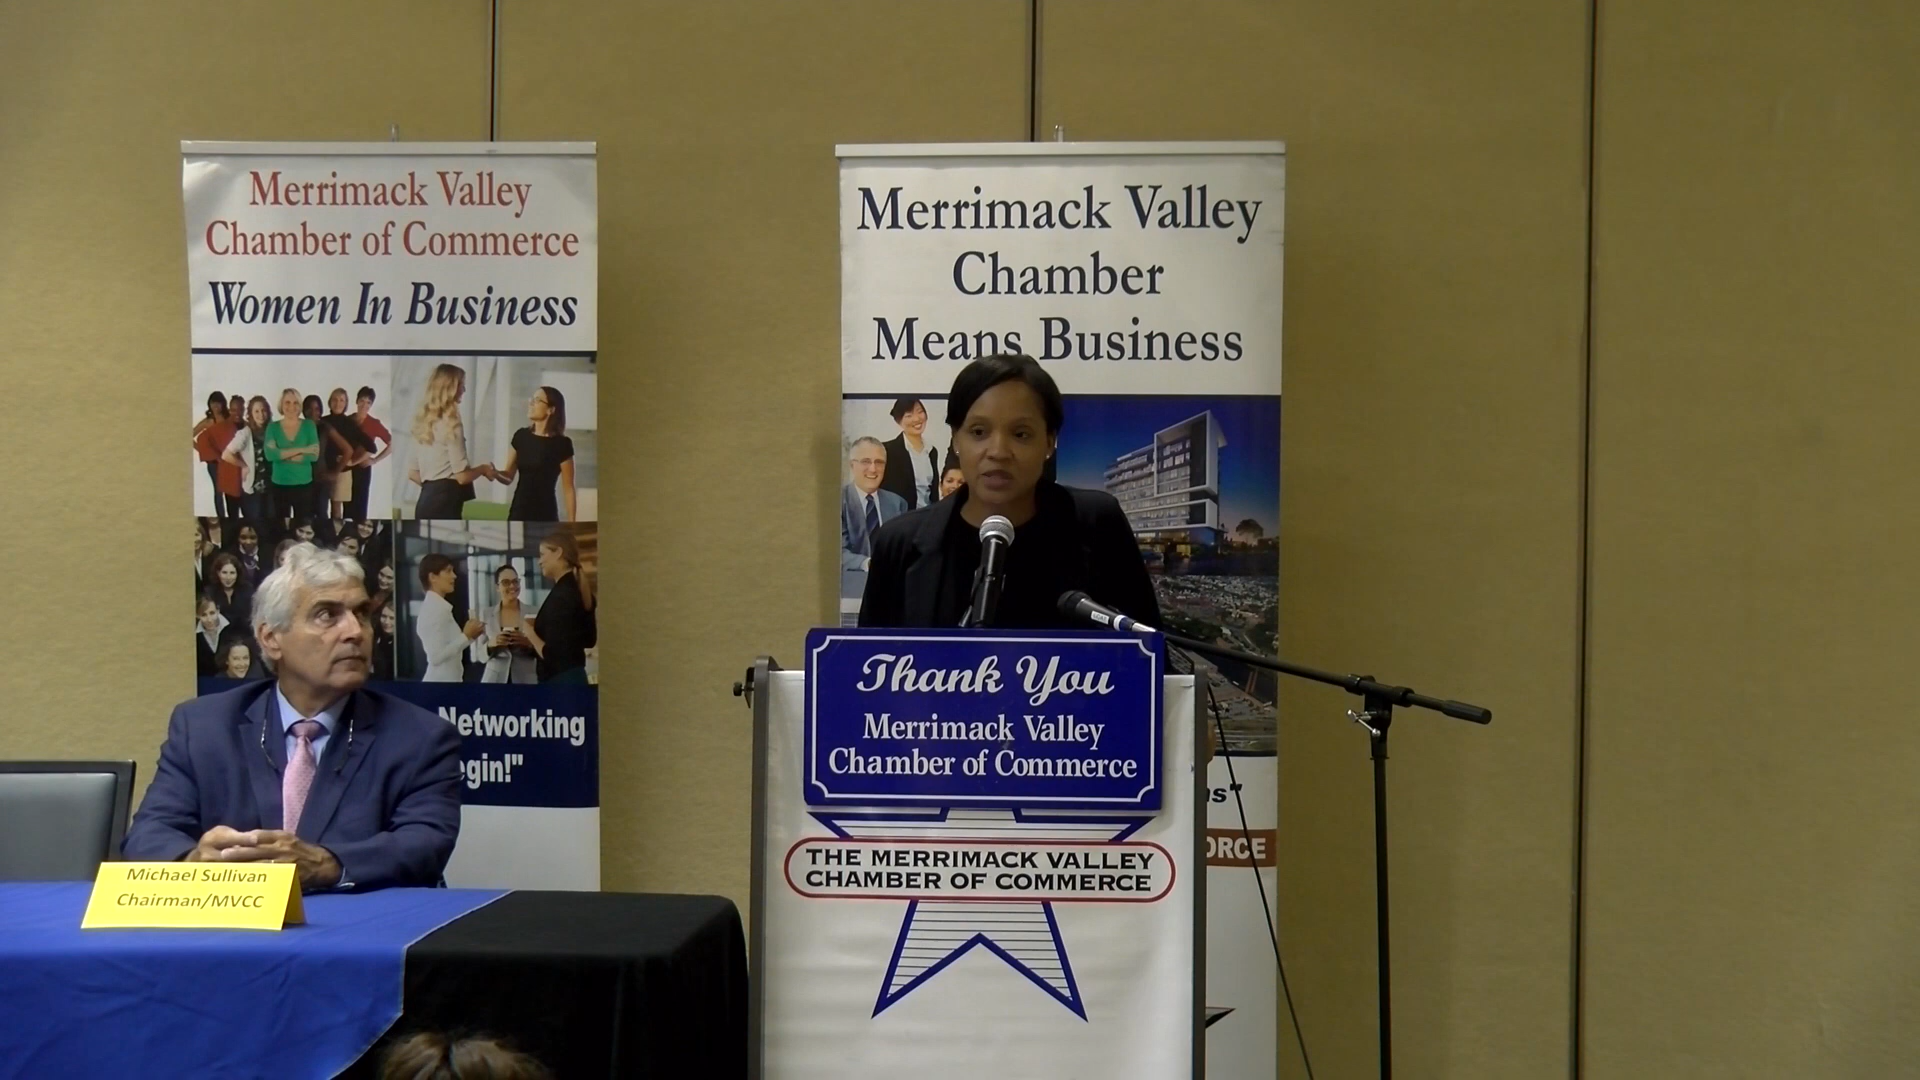 Merrimack Valley
Chamber of Commerce
Women In Business
Networking
egin!"
Merrimack Valley
Chamber
Means Business
Thank You
Merrimack Valley
Chamber of Commerce
THE MERRIMACK VALLEY
CHAMBER OF COMMERCE
Michael Sullivan
Chairman/MVCC